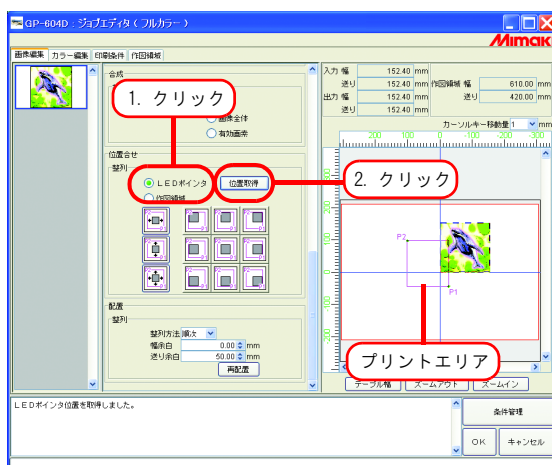 GP-604D : ジョブエディタ ( フルカラー )
Mimaki
画像編集 カラー編集 印刷条件 作図領域
合成
1. クリック
画像全体
有効画素
位置合せ
整列
LEDポインタ 位置取得
2. クリック
作図領域
配置
整列
整列方法 順次
幅余白 0.00 mm
送り余白 50.00 mm
再配置
入力 幅 152.40 mm
送り 152.40 mm 作図領域 幅 610.00 mm
出力 幅 152.40 mm 送り 420.00 mm
送り 152.40 mm
カーソルキー移動量 1 mm
200 100 0 -100 -200 -300
P2
P1
プリントエリア
テーブル幅 ズームアウト ズームイン
LEDポインタ位置を取得しました。
条件管理
OK キャンセル